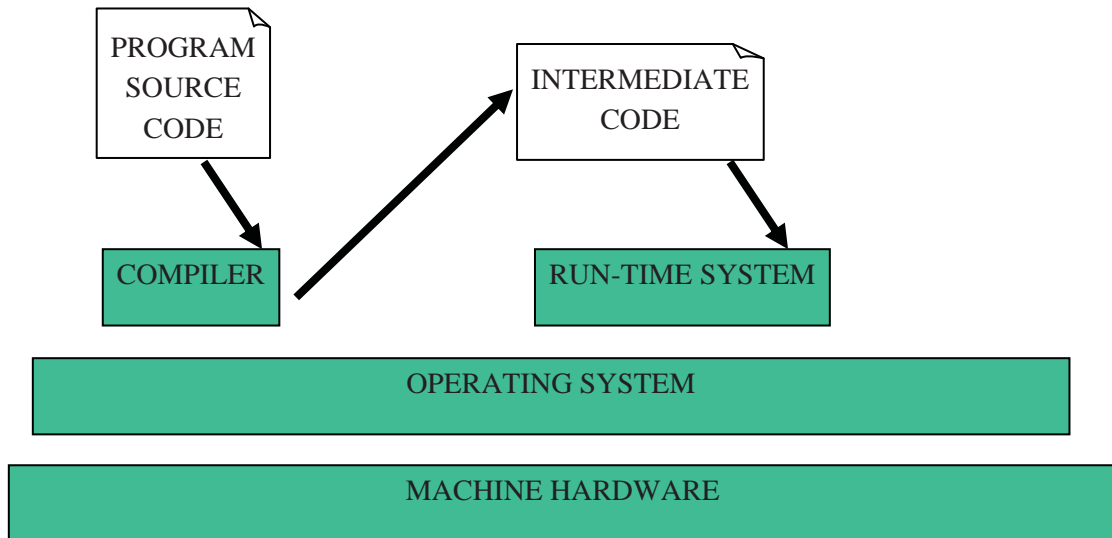 PROGRAM
SOURCE
CODE
INTERMEDIATE
CODE
COMPILER
RUN-TIME SYSTEM
OPERATING SYSTEM
MACHINE HARDWARE